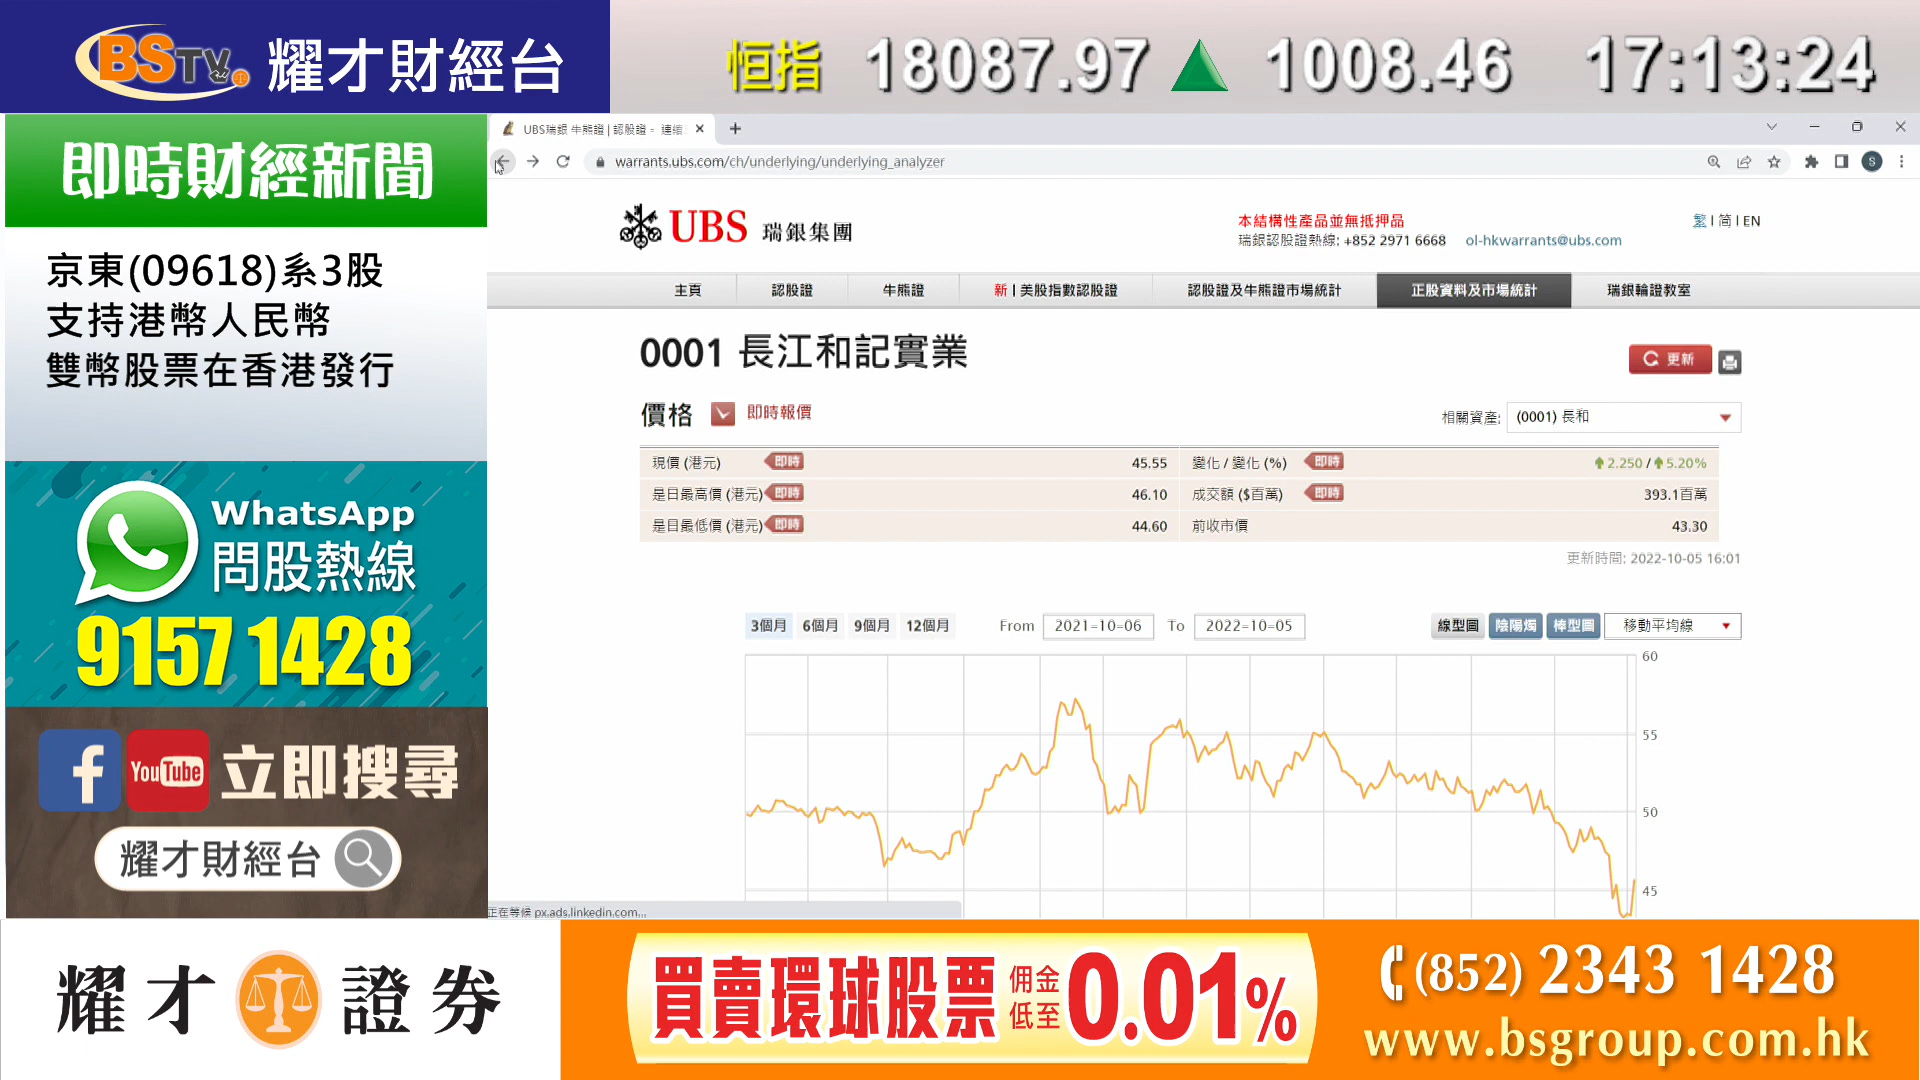 BSTV 耀才財經台
恒指 18087.97 ▲ 1008.46 17:13:24
即時財經新聞
京東(09618)系3股
支持港幣人民幣
雙幣股票在香港發行
WhatsApp
問股熱線
9157 1428
f YouTube 立即搜尋
耀才財經台
UBS瑞銀 牛熊證 | 認股證 - 連續
warrants.ubs.com/ch/underlying/underlying_analyzer
S
UBS 瑞銀集團
本結構性產品並無抵押品
瑞銀認股證熱線: +852 2971 6668 ol-hkwarrants@ubs.com
繁 | 简 | EN
主頁 認股證 牛熊證 新 | 美股指數認股證 認股證及牛熊證市場統計 正股資料及市場統計 瑞銀輪證教室
0001 長江和記實業
更新
價格 即時報價
相關資產: (0001) 長和
現價 (港元) 即時 45.55 變化 / 變化 (%) 即時 2.250 / 5.20%
是日最高價 (港元) 即時 46.10 成交額 ($百萬) 即時 393.1百萬
是日最低價 (港元) 即時 44.60 前收市價 43.30
更新時間: 2022-10-05 16:01
3個月 6個月 9個月 12個月 From 2021-10-06 To 2022-10-05 線型圖 陰陽燭 棒型圖 移動平均線
60
55
50
45
正在等候 px.ads.linkedin.com...
耀才證券
買賣環球股票 佣金低至 0.01%
(852) 2343 1428
www.bsgroup.com.hk